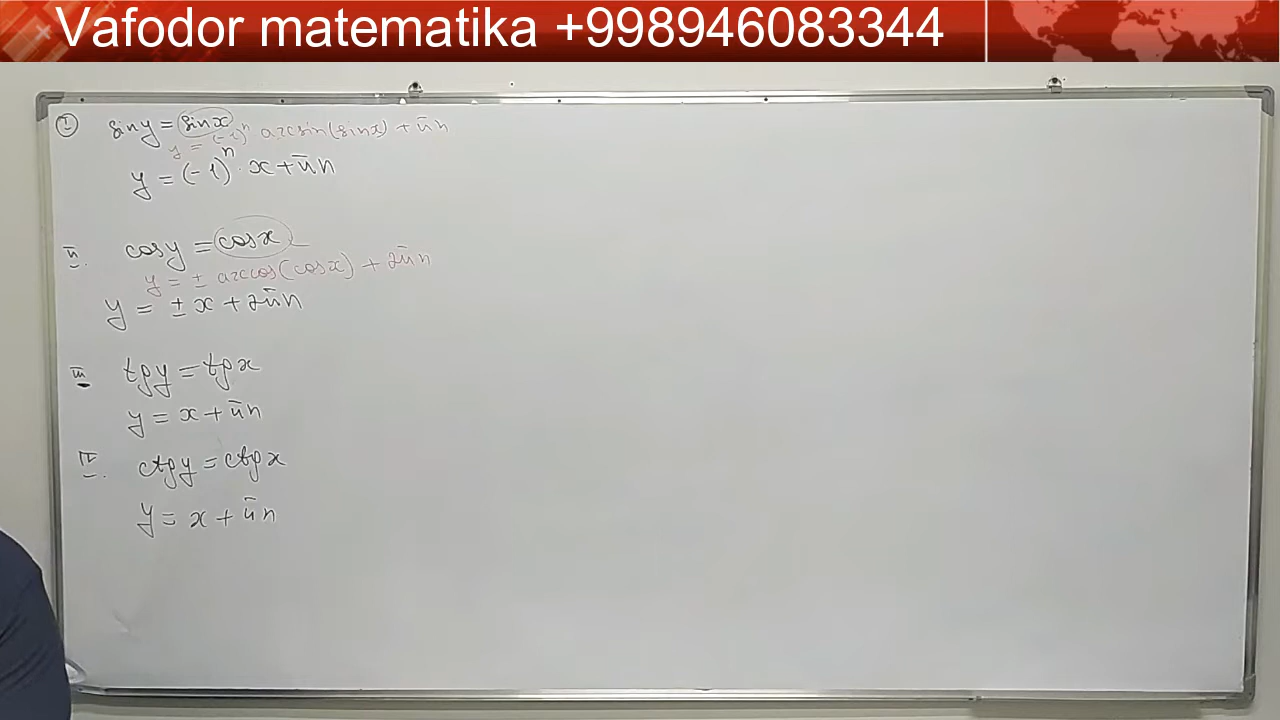 Vafodor matematika +998946083344
I sin y = sin x
y = (-1)ⁿ arcsin(sin x) + πn
y = (-1)ⁿ · x + πn
II. cos y = cos x
y = ± arccos(cos x) + 2πn
y = ± x + 2πn
III tg y = tg x
y = x + πn
IV. ctg y = ctg x
y = x + πn